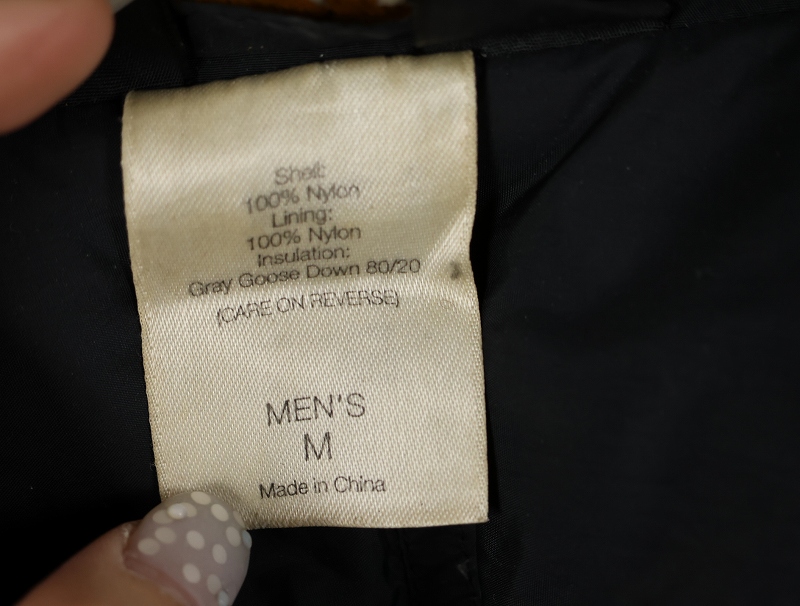 Shell:
100% Nylon
Lining:
100% Nylon
Insulation:
Gray Goose Down 80/20
(CARE ON REVERSE)
MEN'S
M
Made in China